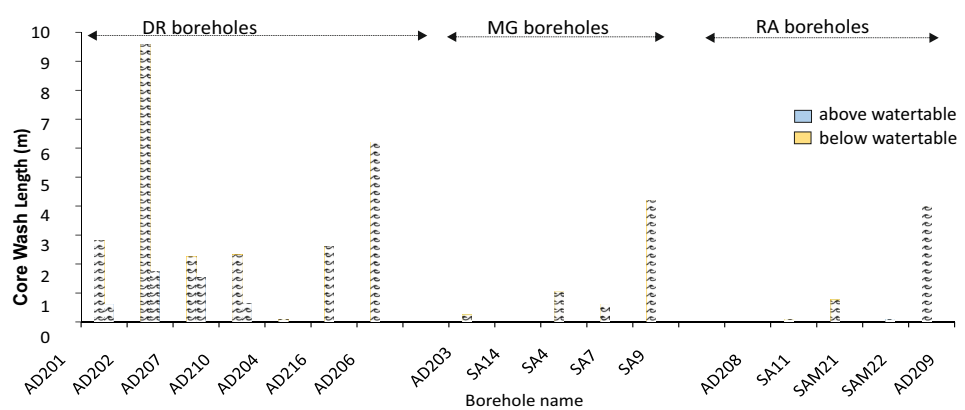 DR boreholes
MG boreholes
RA boreholes
10
9
8
7
6
5
4
3
2
1
0
Core Wash Length (m)
above watertable
below watertable
AD201
AD202
AD207
AD210
AD204
AD216
AD206
AD203
SA14
SA4
SA7
SA9
AD208
SA11
SAM21
SAM22
AD209
Borehole name